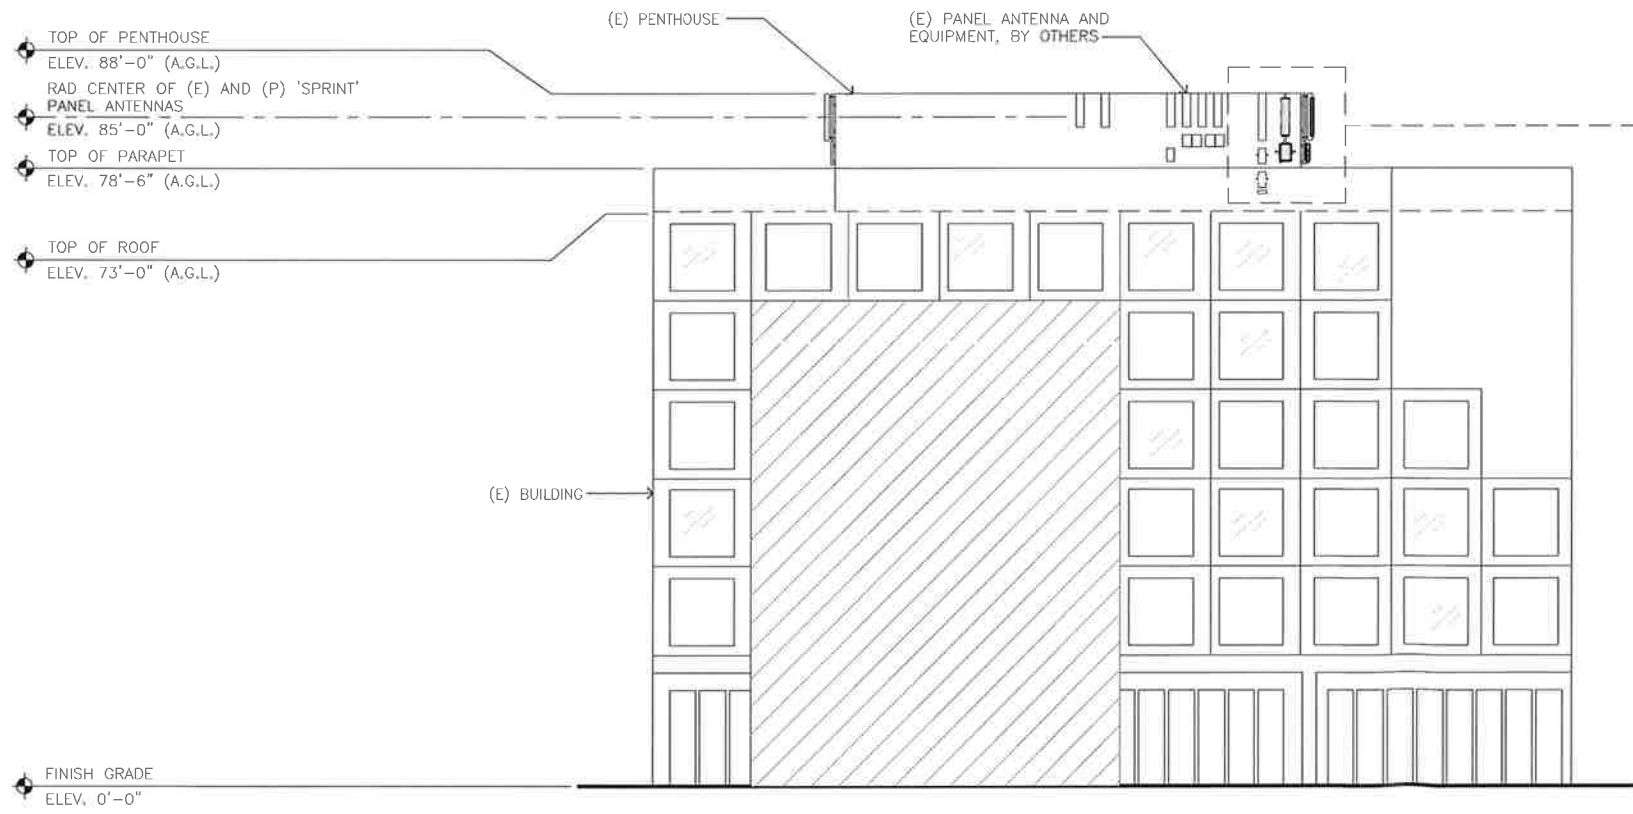 (E) PENTHOUSE
(E) PANEL ANTENNA AND
EQUIPMENT, BY OTHERS
TOP OF PENTHOUSE
ELEV. 88'-0" (A.G.L.)
RAD CENTER OF (E) AND (P) 'SPRINT'
PANEL ANTENNAS
ELEV. 85'-0" (A.G.L.)
TOP OF PARAPET
ELEV. 78'-6" (A.G.L.)
TOP OF ROOF
ELEV. 73'-0" (A.G.L.)
(E) BUILDING
FINISH GRADE
ELEV. 0'-0"